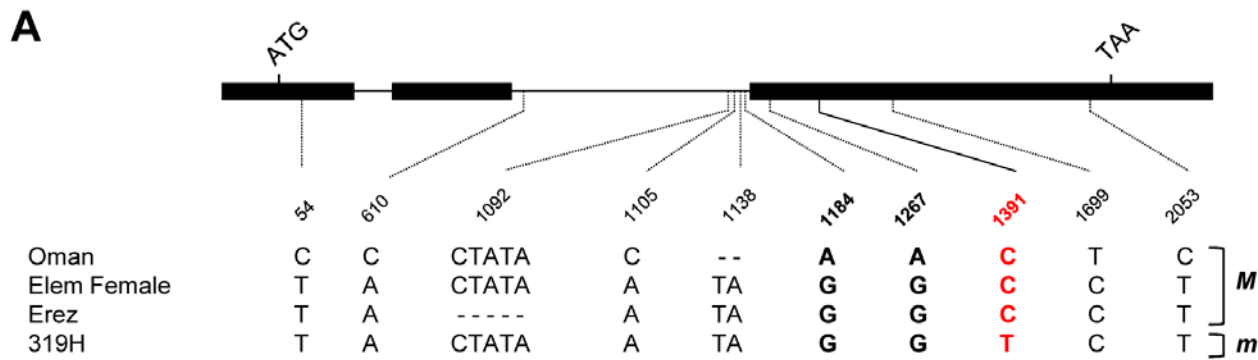 A
ATG TAA
54 610 1092 1105 1138 1184 1267 1391 1699 2053
Oman C C CTATA C -- A A C T C
Elem Female T A CTATA A TA G G C C T
Erez T A ----- A TA G G C C T
319H T A CTATA A TA G G T C T
M
m